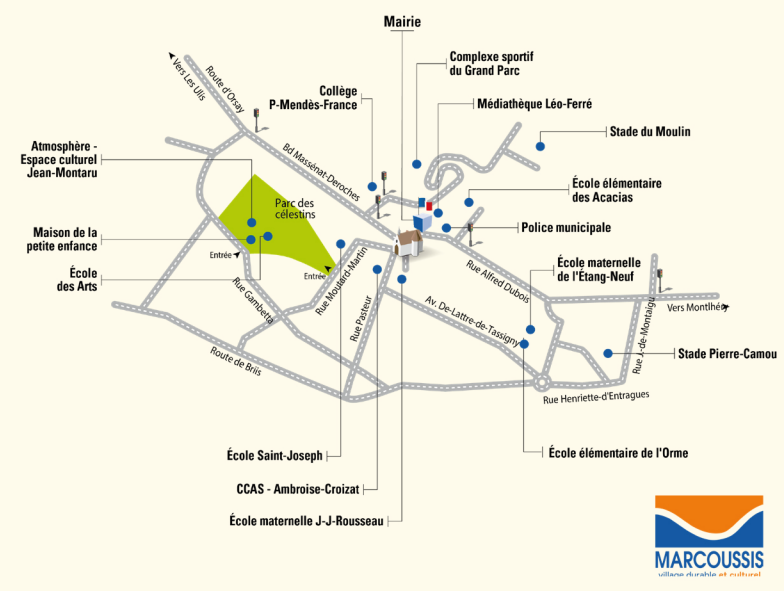 Mairie
Complexe sportif
du Grand Parc
Vers Les Ulis
Route d'Orsay
Collège
P-Mendès-France
Médiathèque Léo-Ferré
Stade du Moulin
Atmosphère -
Espace culturel
Jean-Montaru
Bd Massénat-Deroches
École élémentaire
des Acacias
Parc des
célestins
Maison de la
petite enfance
Police municipale
Entrée
Entrée
École
des Arts
Rue Gambetta
Rue Moutard-Martin
Rue Alfred Dubois
École maternelle
de l'Étang-Neuf
Rue Pasteur
Av. De-Lattre-de-Tassigny
Rue J.-de-Montaigu
Vers Montlhéry
Route de Briis
Stade Pierre-Camou
Rue Henriette-d'Entragues
École Saint-Joseph
École élémentaire de l'Orme
CCAS - Ambroise-Croizat
École maternelle J-J-Rousseau
MARCOUSSIS
village durable et culturel